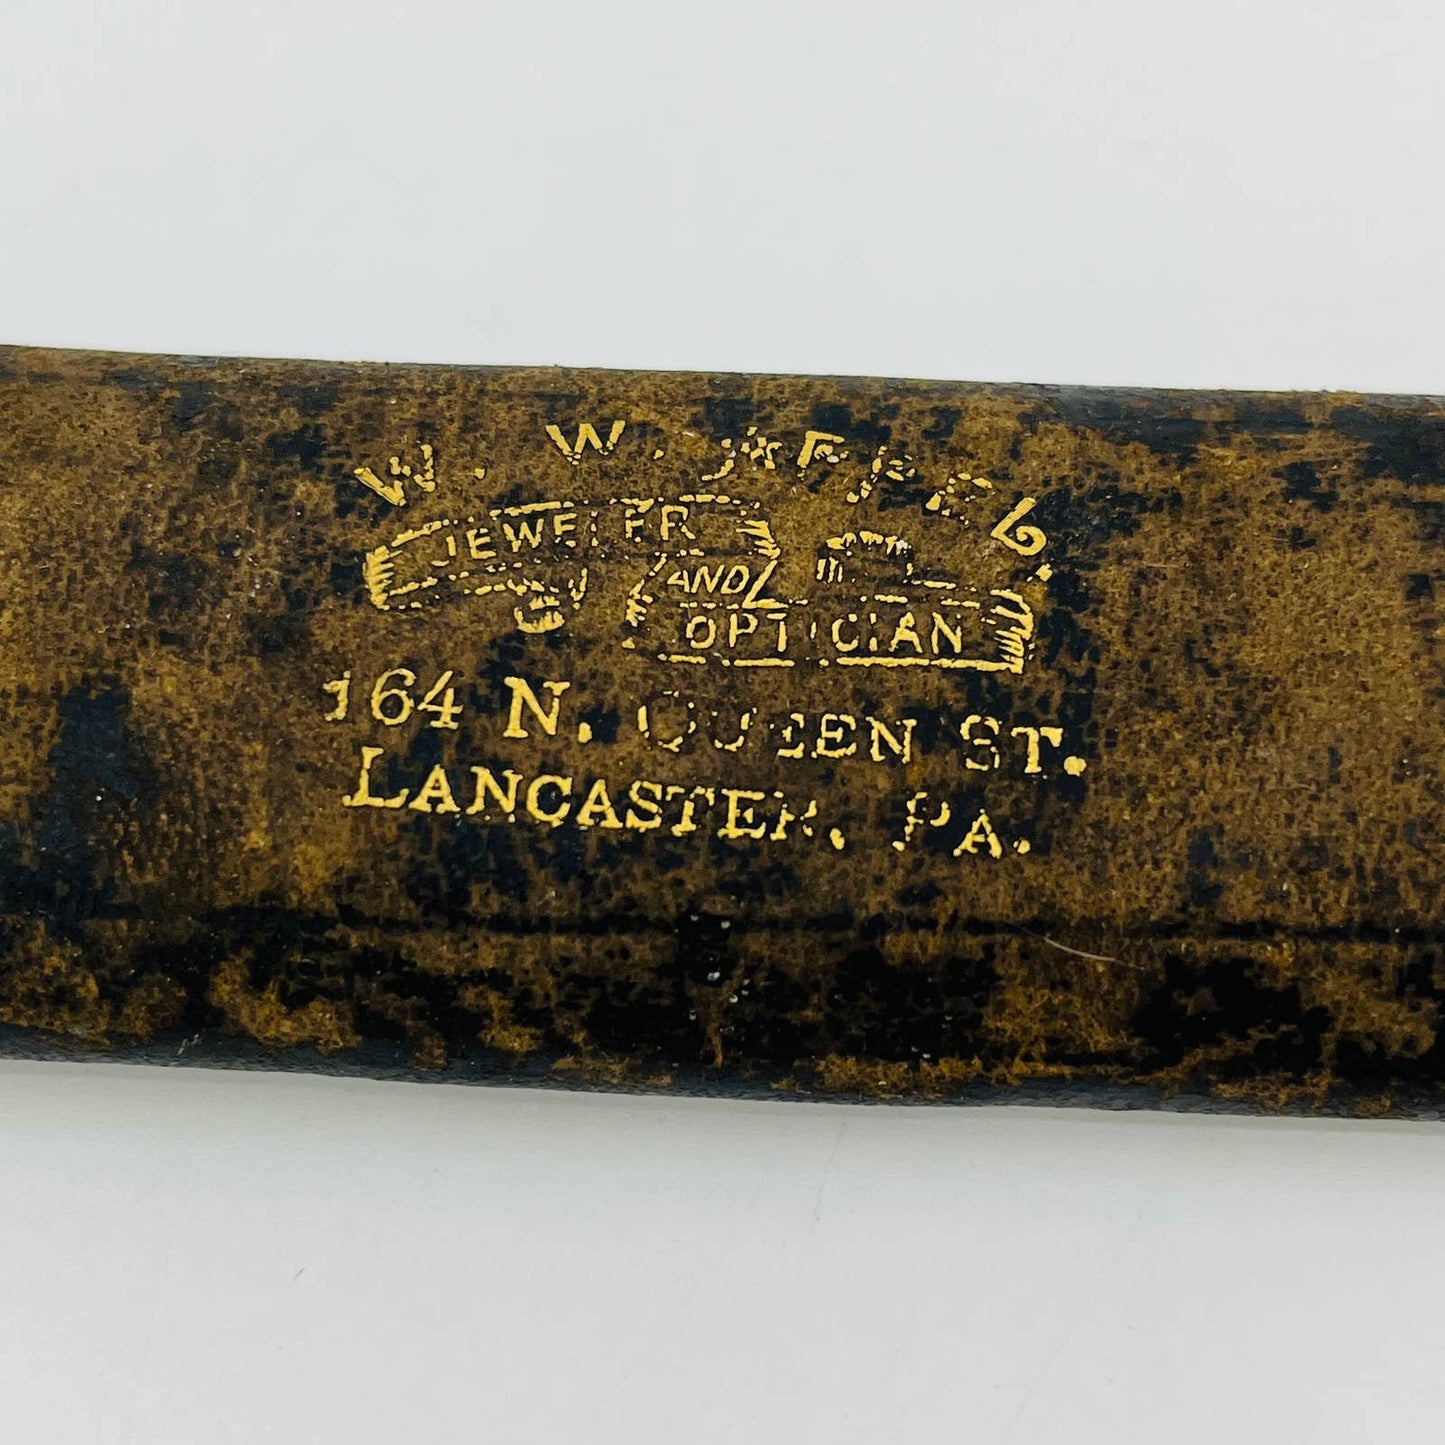 W. W.
JEWELER
AND
OPTICIAN
164 N. QUEEN ST.
LANCASTER, PA.